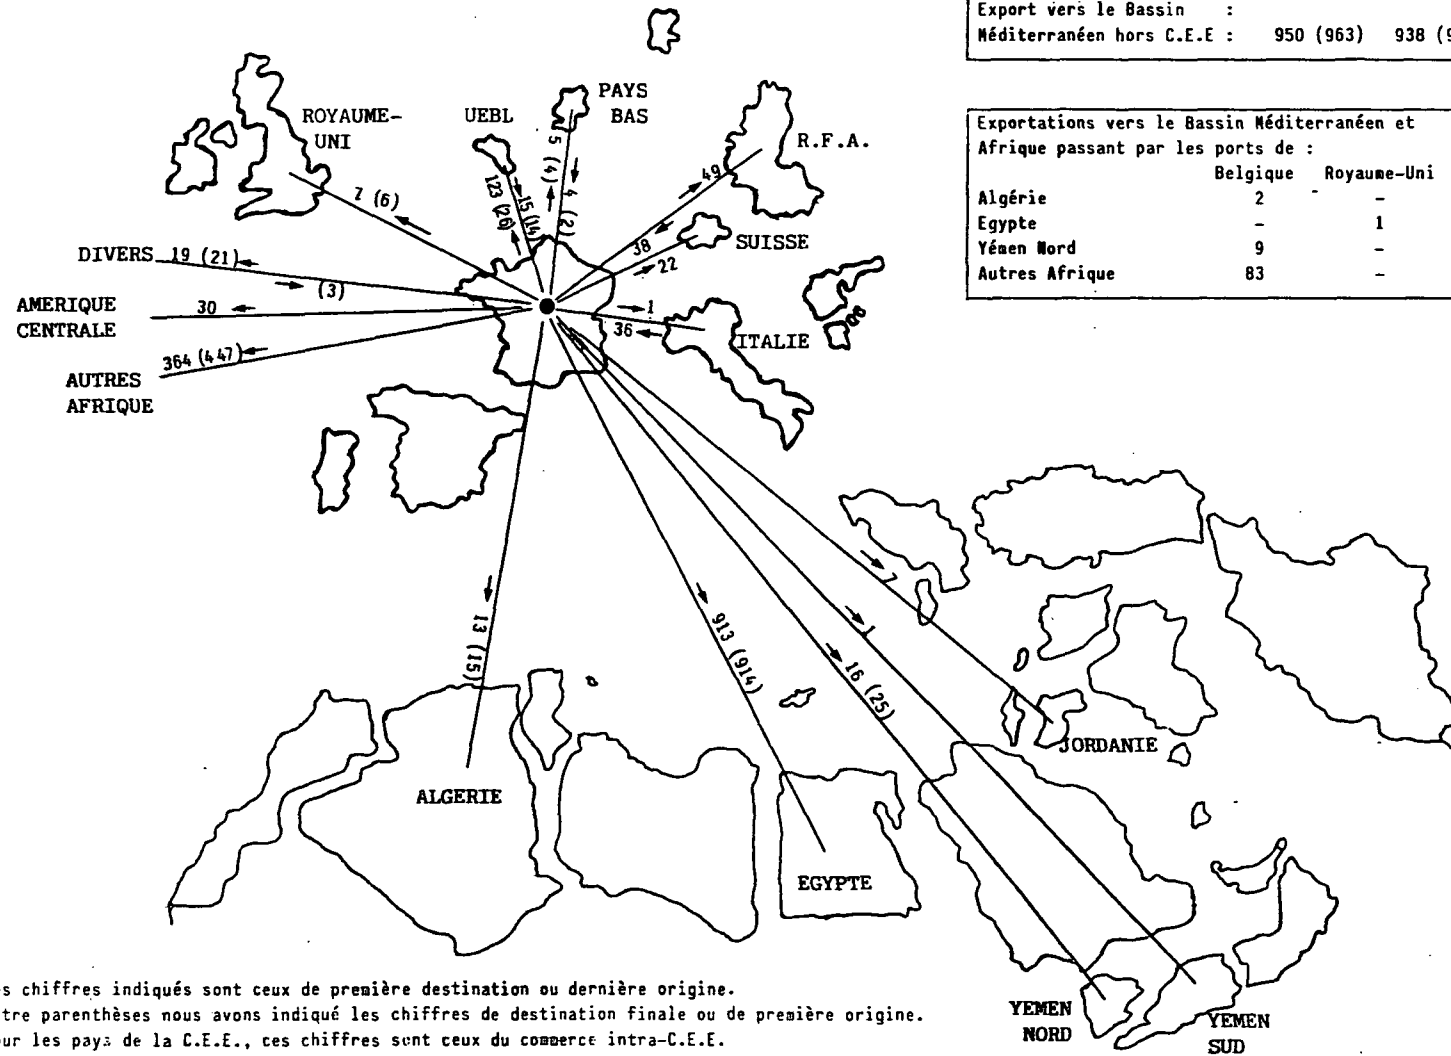 Export vers le Bassin :
Méditerranéen hors C.E.E : 950 (963) 938 (9
Exportations vers le Bassin Méditerranéen et
Afrique passant par les ports de :
Belgique Royaume-Uni
Algérie 2 -
Egypte - 1
Yémen Nord 9 -
Autres Afrique 83 -
PAYS
BAS
ROYAUME-
UNI
UEBL
R.F.A.
5 (4)
4 (2)
49
123 (26)
15 (14
7 (6)
SUISSE
38
22
DIVERS 19 (21)
(3)
AMERIQUE
CENTRALE
30
1
36
ITALIE
364 (447)
AUTRES
AFRIQUE
7
1
13 (15)
913 (914)
16 (25)
JORDANIE
ALGERIE
EGYPTE
YEMEN
NORD
YEMEN
SUD
es chiffres indiqués sont ceux de première destination ou dernière origine.
tre parenthèses nous avons indiqué les chiffres de destination finale ou de première origine.
ur les pays de la C.E.E., ces chiffres sont ceux du commerce intra-C.E.E.